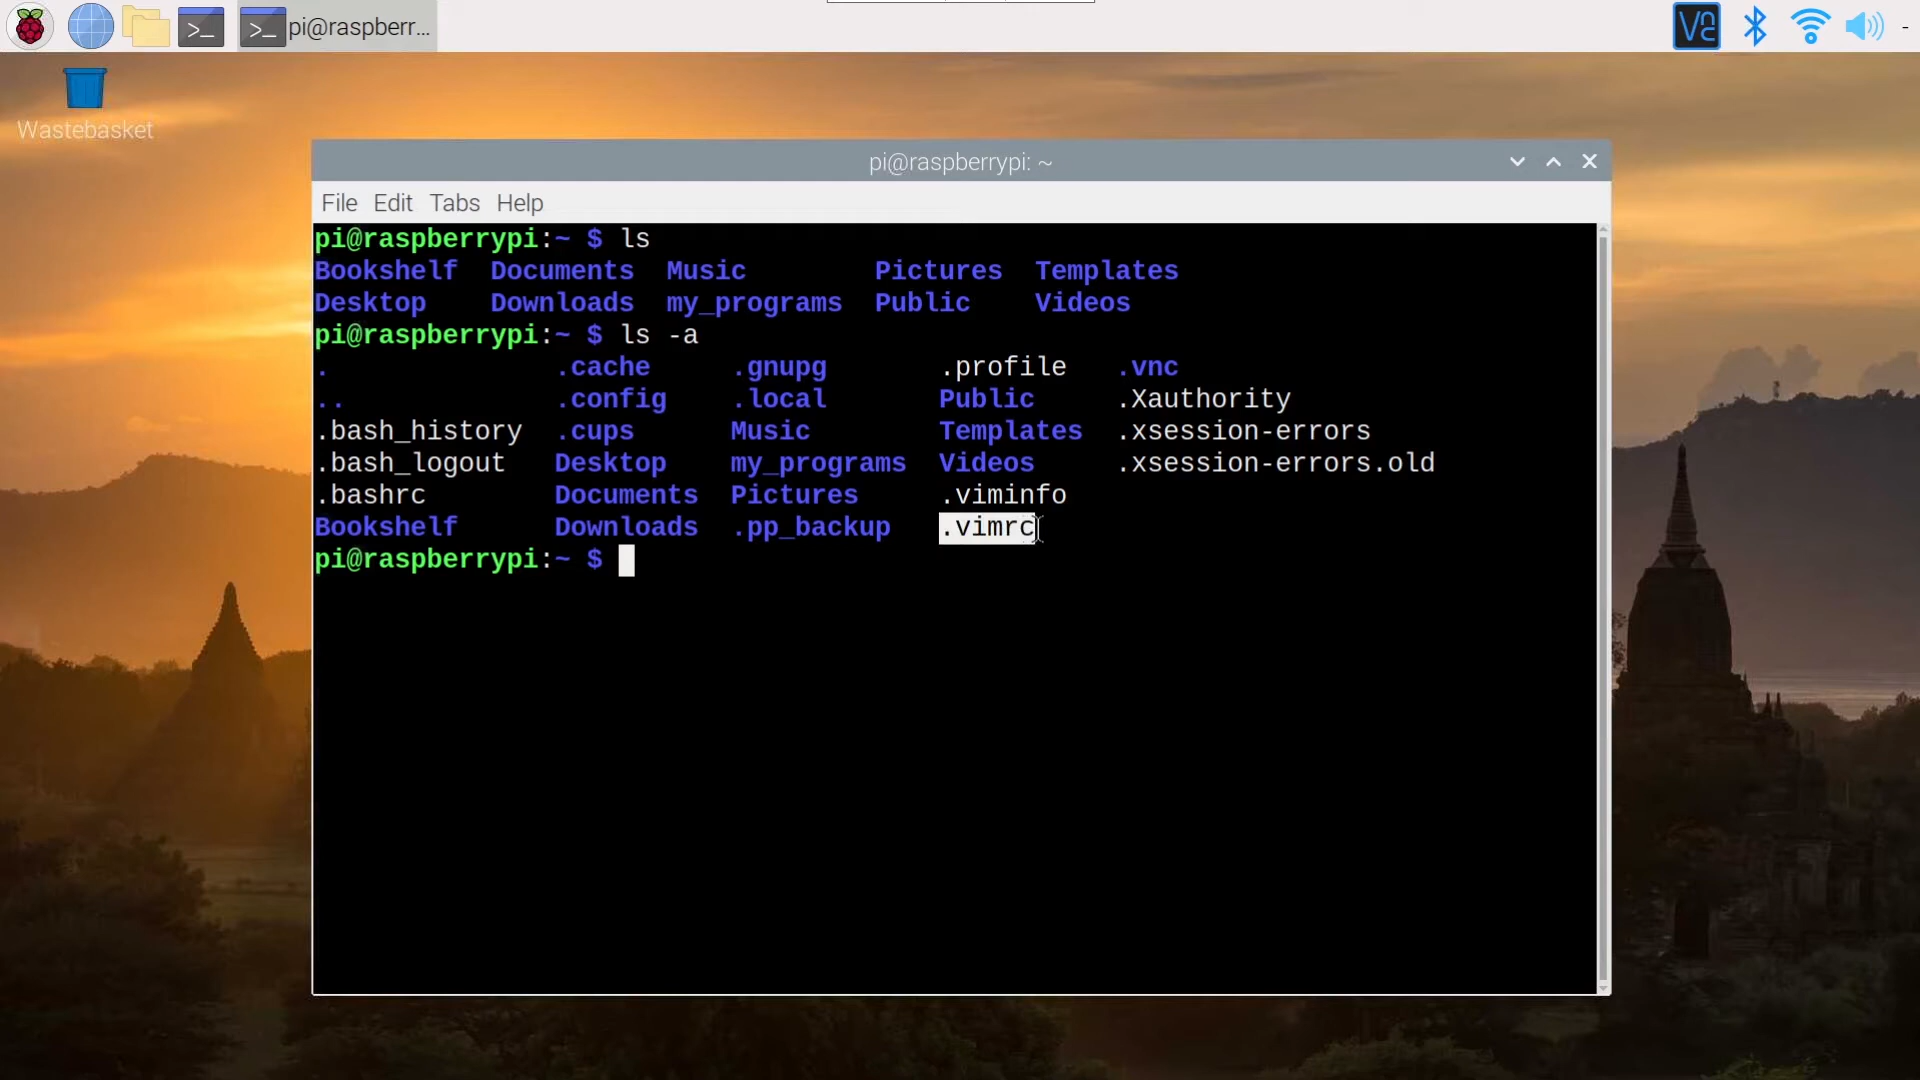 pi@raspberr...
Wastebasket
pi@raspberrypi: ~
File Edit Tabs Help
pi@raspberrypi:~ $ ls
Bookshelf Documents Music Pictures Templates
Desktop Downloads my_programs Public Videos
pi@raspberrypi:~ $ ls -a
. .cache .gnupg .profile .vnc
.. .config .local Public .Xauthority
.bash_history .cups Music Templates .xsession-errors
.bash_logout Desktop my_programs Videos .xsession-errors.old
.bashrc Documents Pictures .viminfo
Bookshelf Downloads .pp_backup .vimrc
pi@raspberrypi:~ $